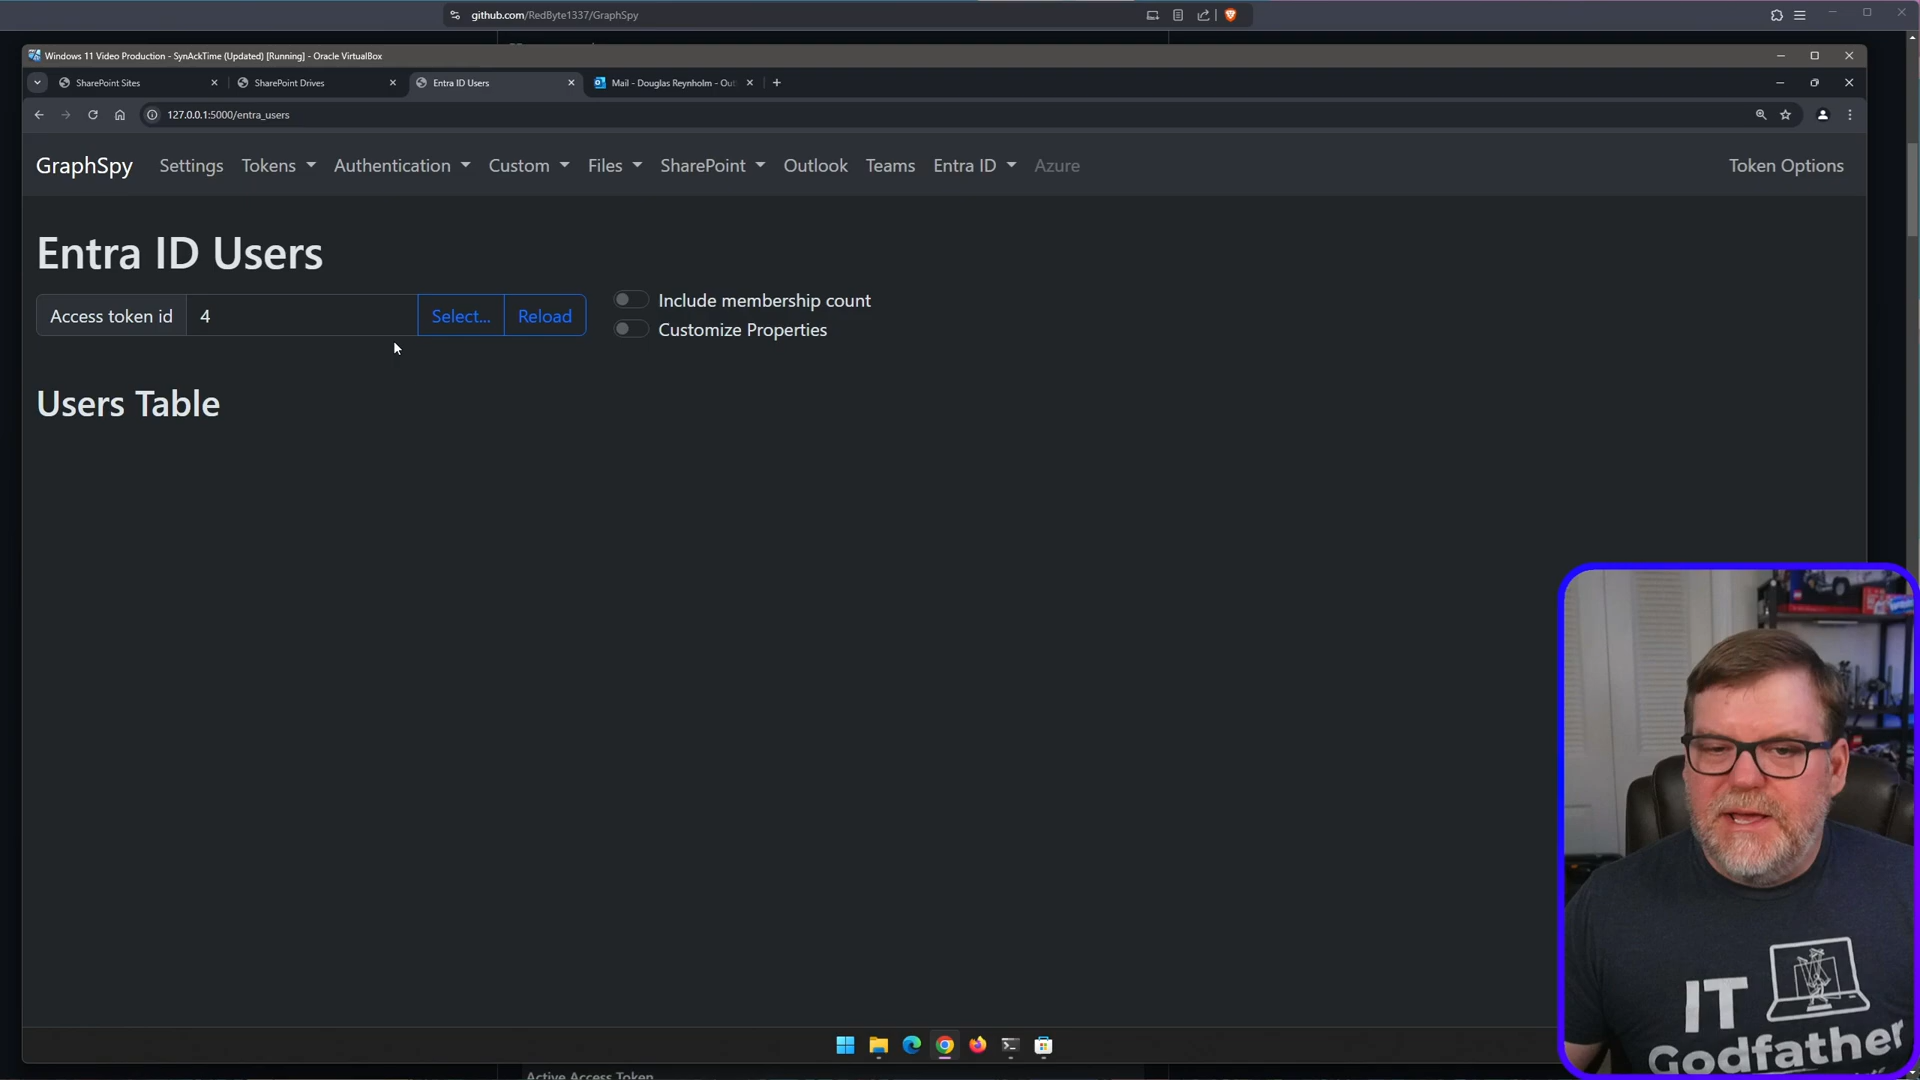 github.com/RedByte1337/GraphSpy
Windows 11 Video Production - SynAckTime (Updated) [Running] - Oracle VirtualBox
SharePoint Sites
SharePoint Drives
Entra ID Users
Mail - Douglas Reynholm - Out
127.0.0.1:5000/entra_users
GraphSpy
Settings
Tokens
Authentication
Custom
Files
SharePoint
Outlook
Teams
Entra ID
Azure
Token Options
Entra ID Users
Access token id
4
Select...
Reload
Include membership count
Customize Properties
Users Table
IT
Godfather
Active Access Token